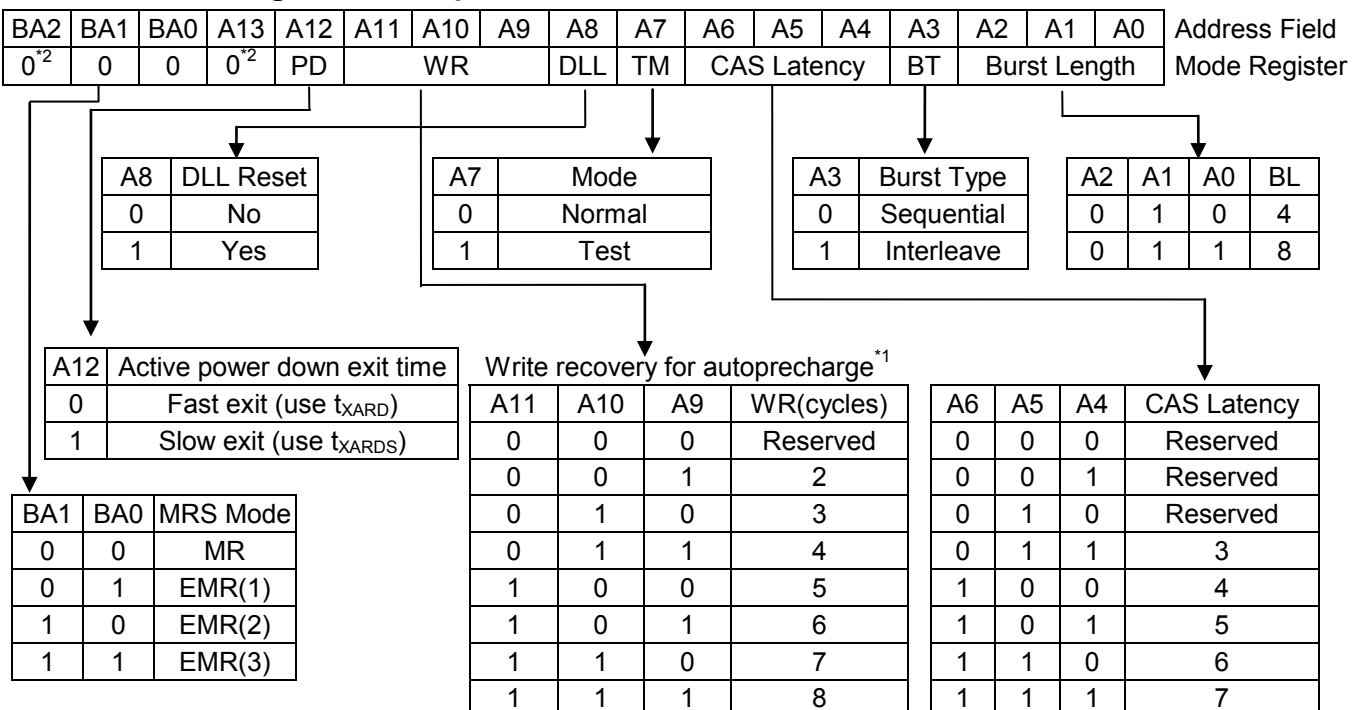 BA2 BA1 BA0 A13 A12 A11 A10 A9 A8 A7 A6 A5 A4 A3 A2 A1 A0 Address Field
0*2 0 0 0*2 PD WR DLL TM CAS Latency BT Burst Length Mode Register
A8 DLL Reset
0 No
1 Yes
A7 Mode
0 Normal
1 Test
A3 Burst Type
0 Sequential
1 Interleave
A2 A1 A0 BL
0 1 0 4
0 1 1 8
A12 Active power down exit time
0 Fast exit (use tXARD)
1 Slow exit (use tXARDS)
BA1 BA0 MRS Mode
0 0 MR
0 1 EMR(1)
1 0 EMR(2)
1 1 EMR(3)
Write recovery for autoprecharge*1
A11 A10 A9 WR(cycles)
0 0 0 Reserved
0 0 1 2
0 1 0 3
0 1 1 4
1 0 0 5
1 0 1 6
1 1 0 7
1 1 1 8
A6 A5 A4 CAS Latency
0 0 0 Reserved
0 0 1 Reserved
0 1 0 Reserved
0 1 1 3
1 0 0 4
1 0 1 5
1 1 0 6
1 1 1 7